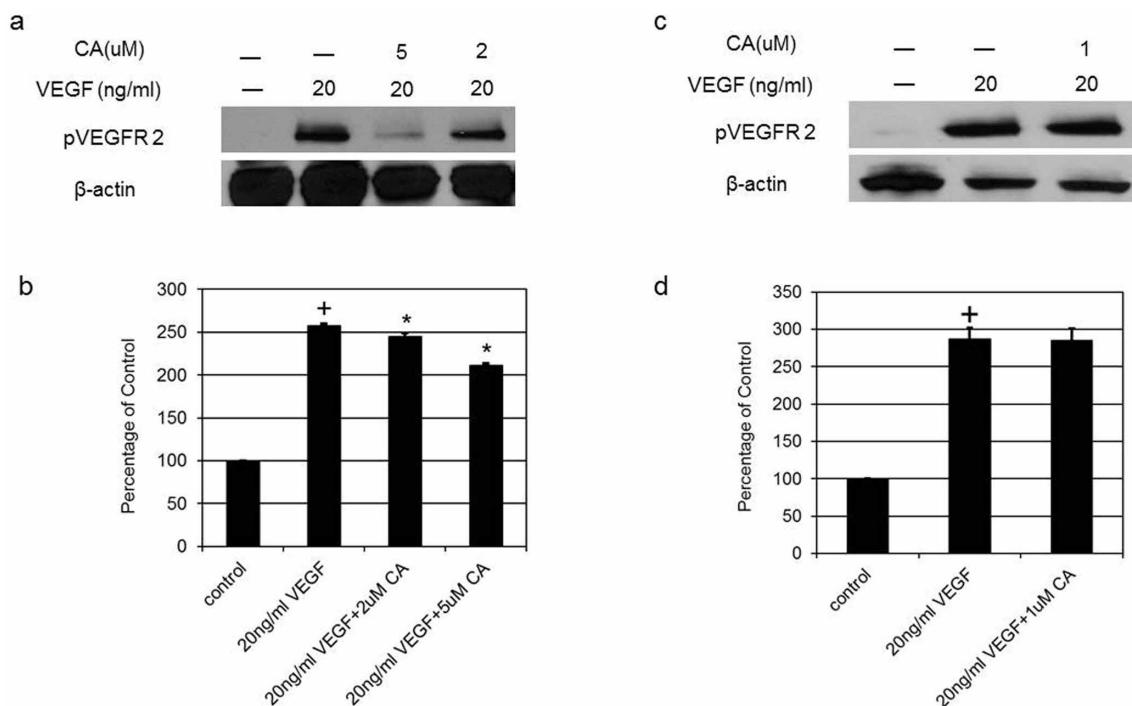 a
CA(uM) — — 5 2
VEGF (ng/ml) — 20 20 20
pVEGFR 2
β-actin
c
CA(uM) — — 1
VEGF (ng/ml) — 20 20
pVEGFR 2
β-actin
b
Percentage of Control
300
250
200
150
100
50
0
+
*
*
control
20ng/ml VEGF
20ng/ml VEGF+2uM CA
20ng/ml VEGF+5uM CA
d
Percentage of Control
350
300
250
200
150
100
50
0
+
control
20ng/ml VEGF
20ng/ml VEGF+1uM CA